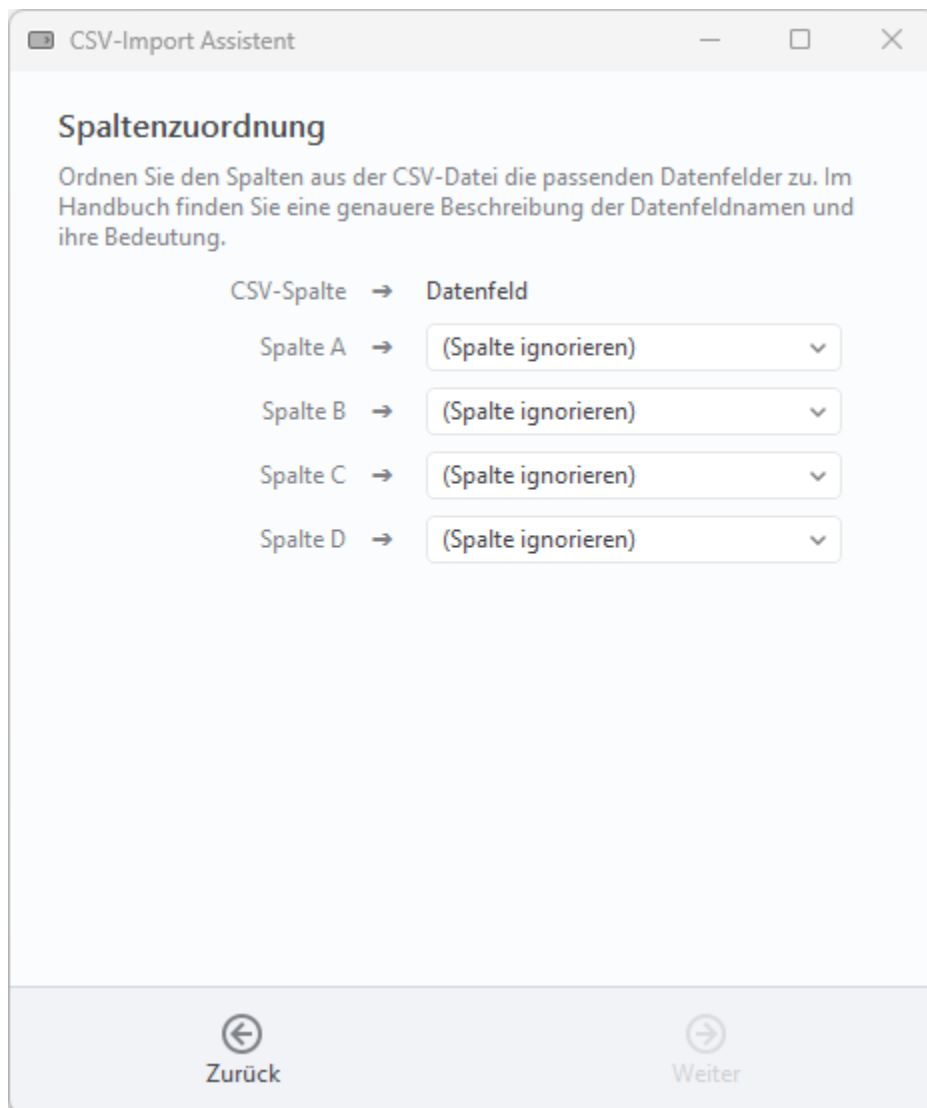 CSV-Import Assistent
Spaltenzuordnung
Ordnen Sie den Spalten aus der CSV-Datei die passenden Datenfelder zu. Im
Handbuch finden Sie eine genauere Beschreibung der Datenfeldnamen und
ihre Bedeutung.
CSV-Spalte ➔ Datenfeld
Spalte A ➔ (Spalte ignorieren)
Spalte B ➔ (Spalte ignorieren)
Spalte C ➔ (Spalte ignorieren)
Spalte D ➔ (Spalte ignorieren)
Zurück Weiter